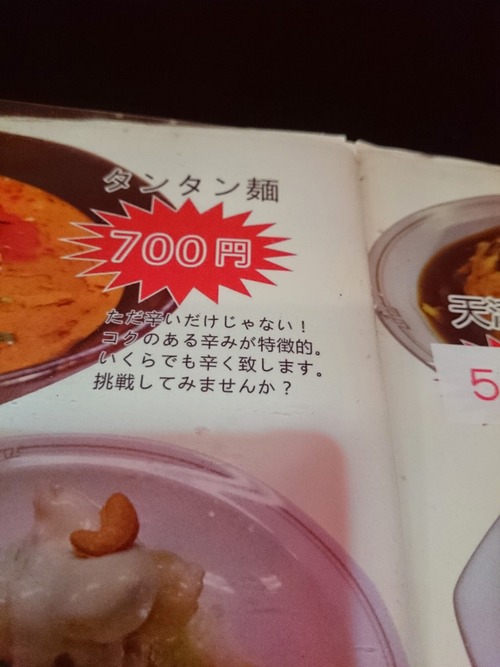 タンタン麺
700円
ただ辛いだけじゃない！
コクのある辛みが特徴的。
いくらでも辛く致します。
挑戦してみませんか？
天
5